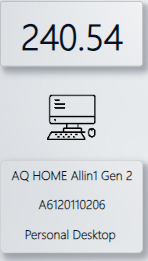 240.54
AQ HOME Allin1 Gen 2
A6120110206
Personal Desktop